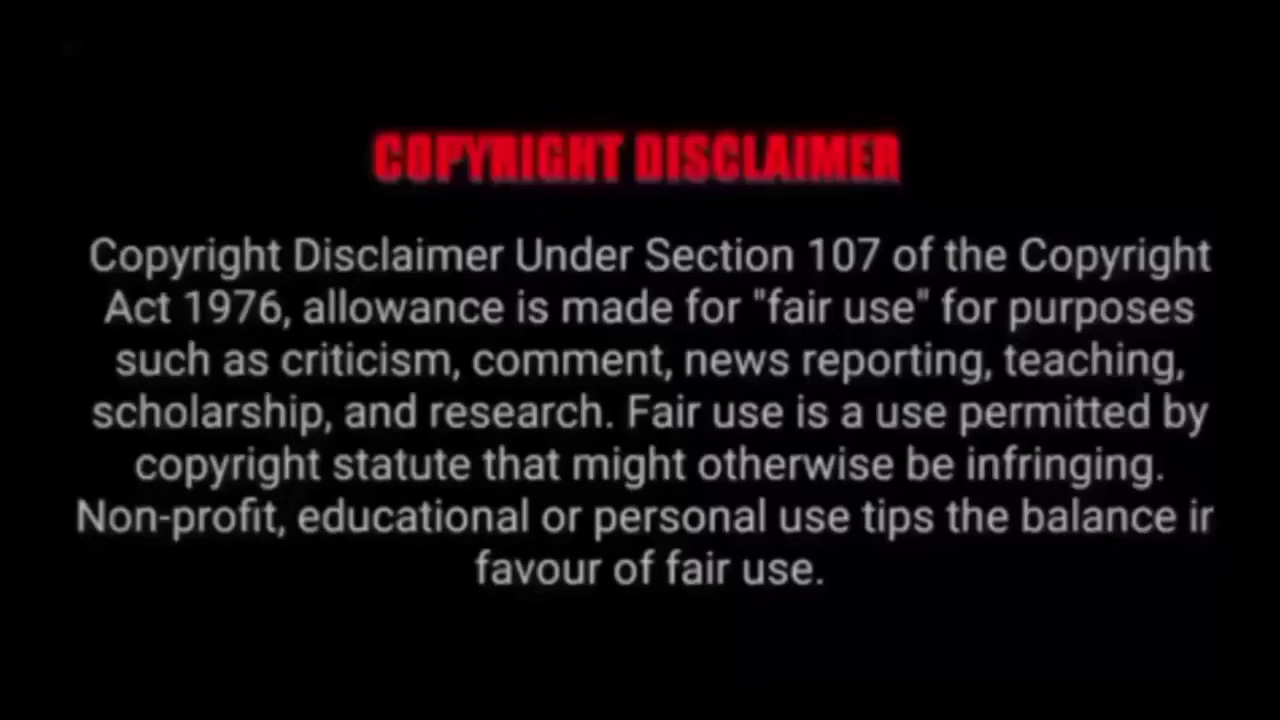 COPYRIGHT DISCLAIMER
Copyright Disclaimer Under Section 107 of the Copyright
Act 1976, allowance is made for "fair use" for purposes
such as criticism, comment, news reporting, teaching,
scholarship, and research. Fair use is a use permitted by
copyright statute that might otherwise be infringing.
Non-profit, educational or personal use tips the balance ir
favour of fair use.